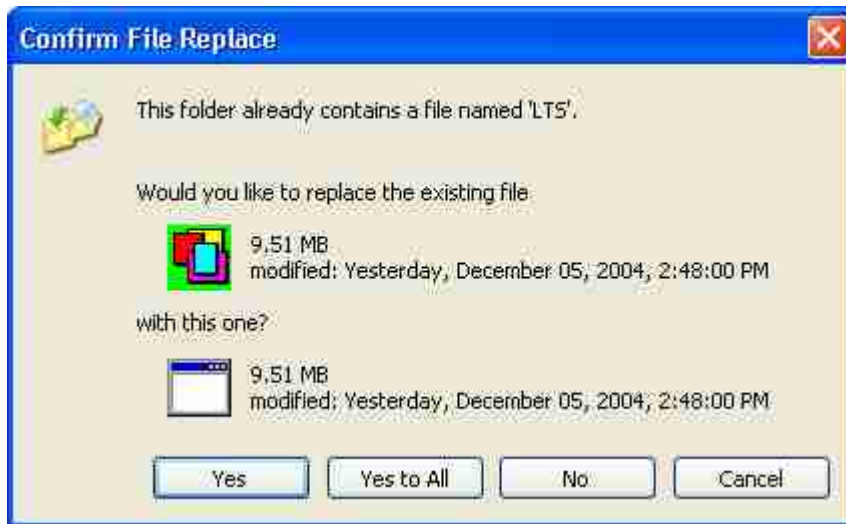 Confirm File Replace
This folder already contains a file named 'LTS'.
Would you like to replace the existing file
9.51 MB
modified: Yesterday, December 05, 2004, 2:48:00 PM
with this one?
9.51 MB
modified: Yesterday, December 05, 2004, 2:48:00 PM
Yes Yes to All No Cancel